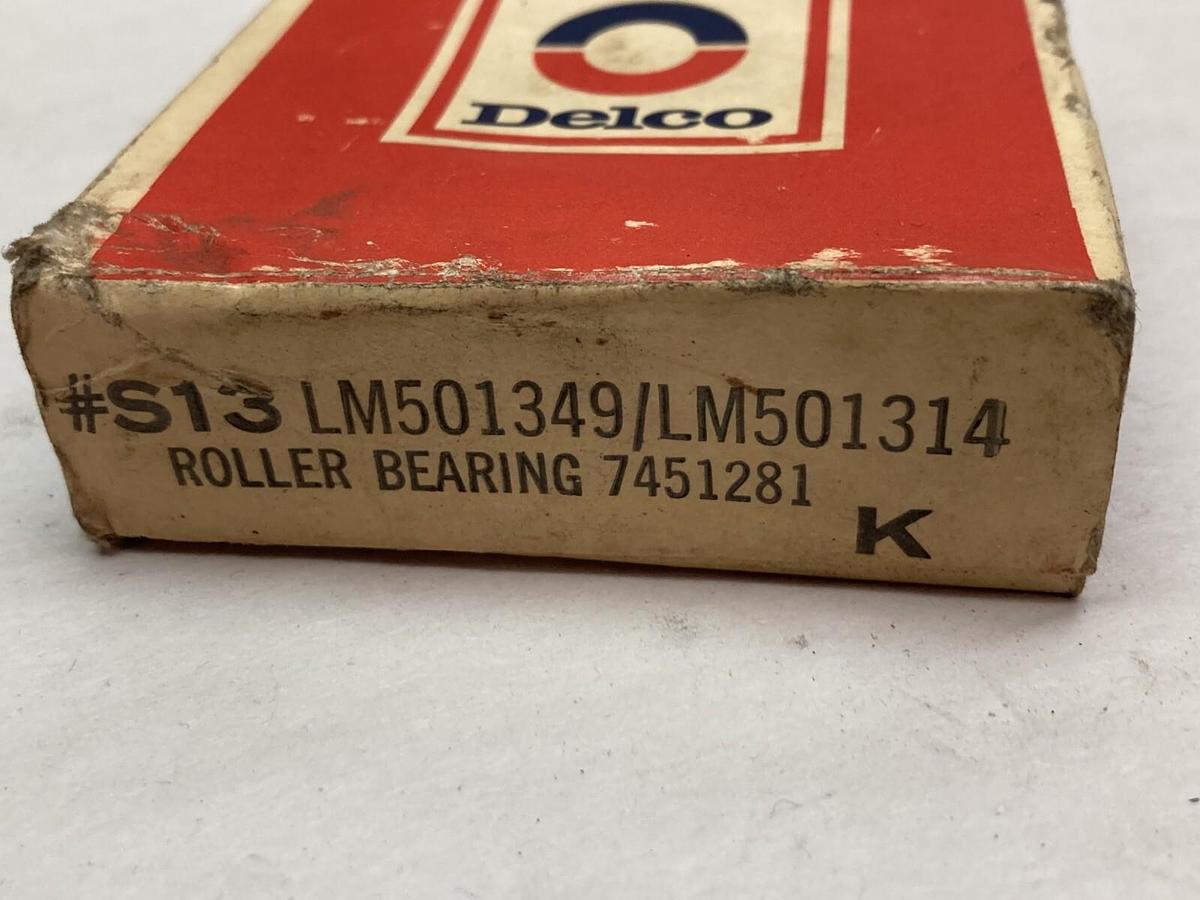 Delco
#S13 LM501349/LM501314
ROLLER BEARING 7451281
K